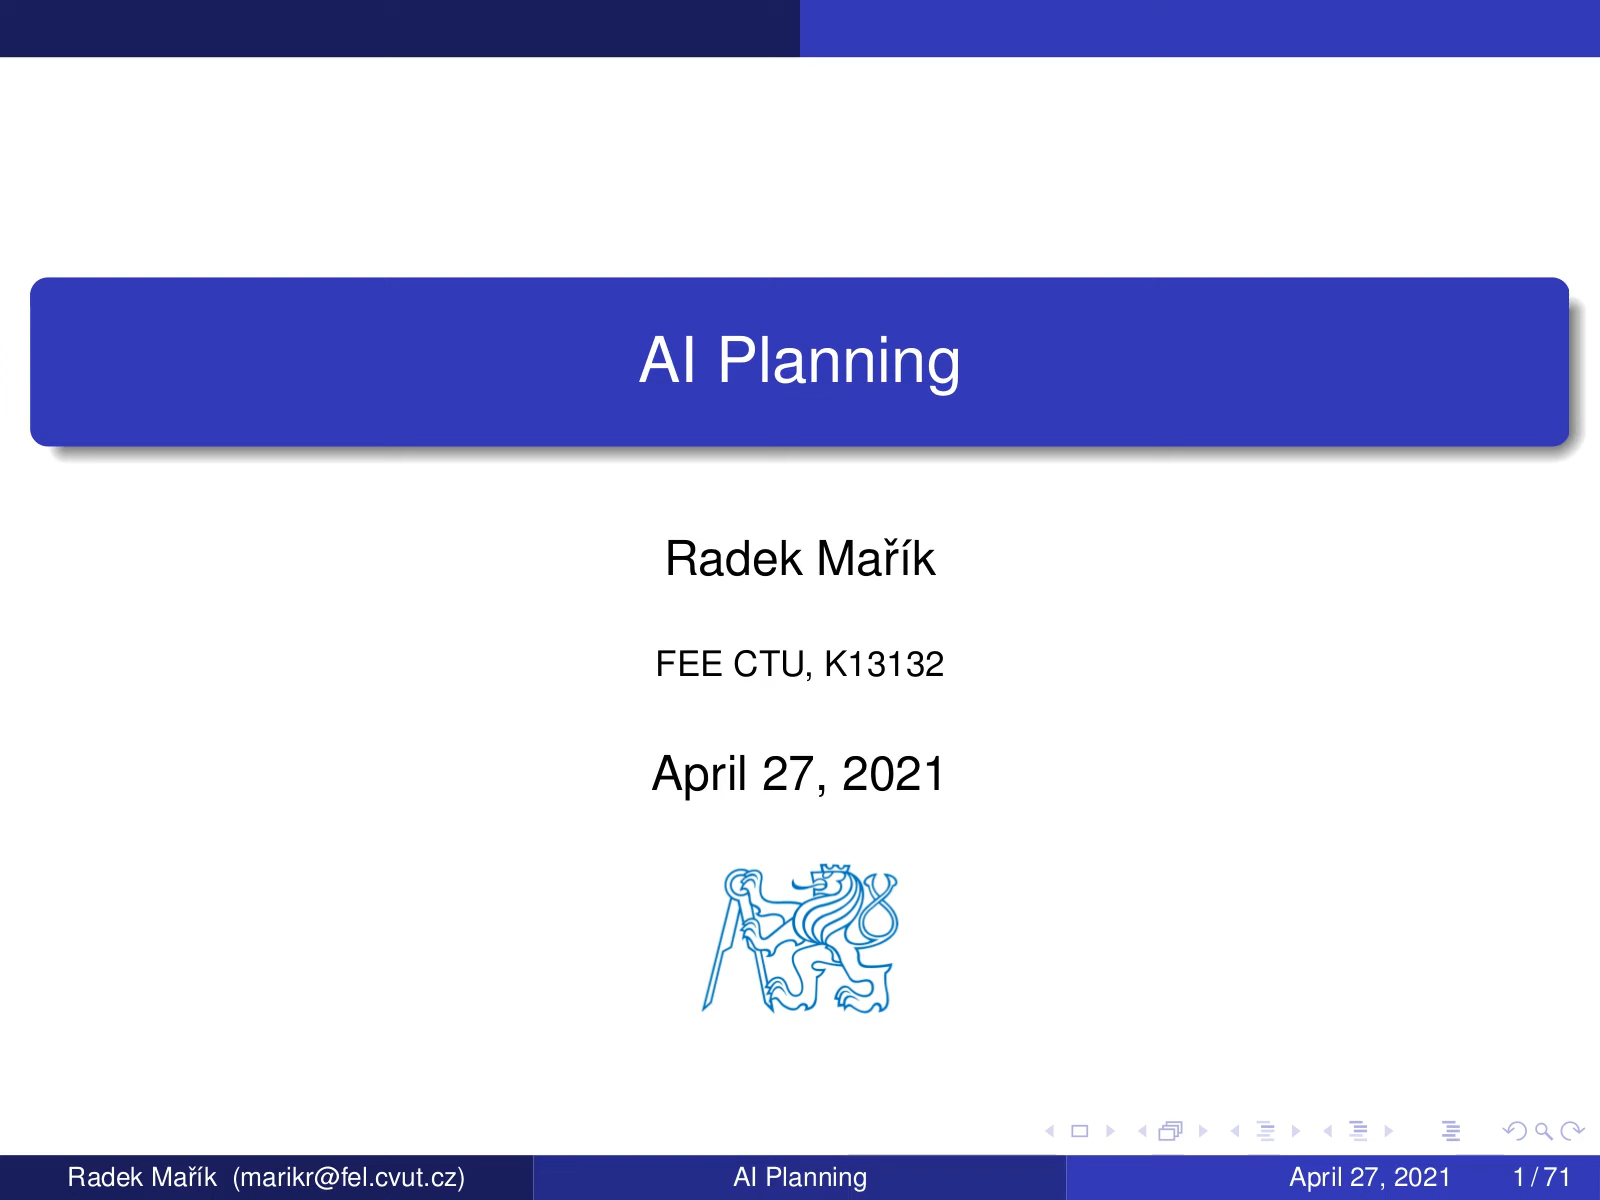 AI Planning
Radek Mařík
FEE CTU, K13132
April 27, 2021
Radek Mařík (marikr@fel.cvut.cz) AI Planning April 27, 2021 1 / 71